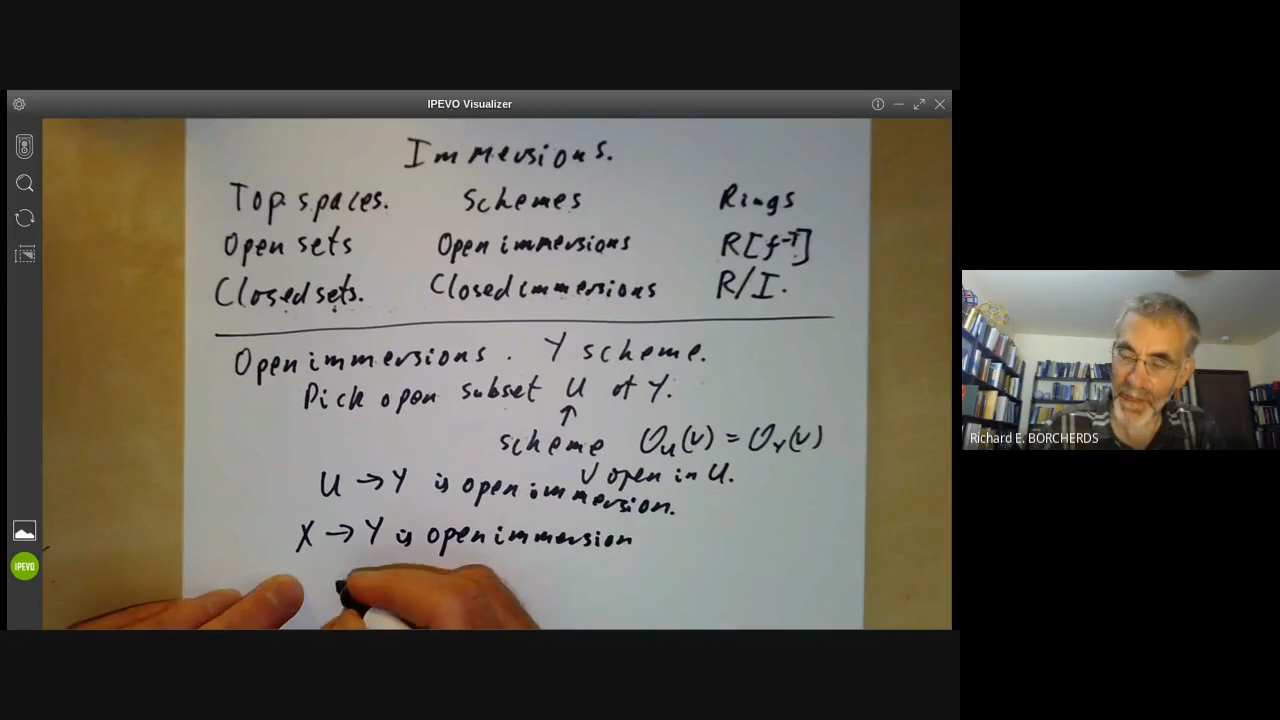 IPEVO Visualizer
Immersions.
Top spaces. Schemes Rings
Open sets Open immersions R[f⁻¹]
Closed sets. Closed immersions R/I.
Open immersions. Y scheme.
Pick open subset U of Y.
↑
scheme O_U(V) = O_Y(V)
V open in U.
U → Y is open immersion.
X → Y is open immersion
IPEVO
Richard E. BORCHERDS